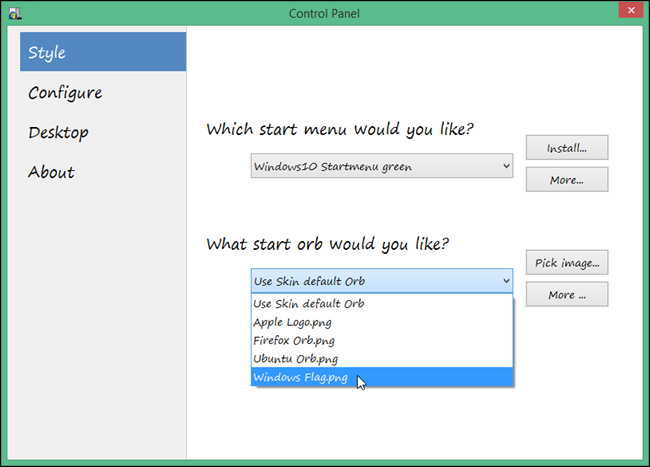 Control Panel
Style
Configure
Desktop
About
Which start menu would you like?
Windows10 Startmenu green
Install...
More...
What start orb would you like?
Use Skin default Orb
Pick image...
More ...
Use Skin default Orb
Apple Logo.png
Firefox Orb.png
Ubuntu Orb.png
Windows Flag.png